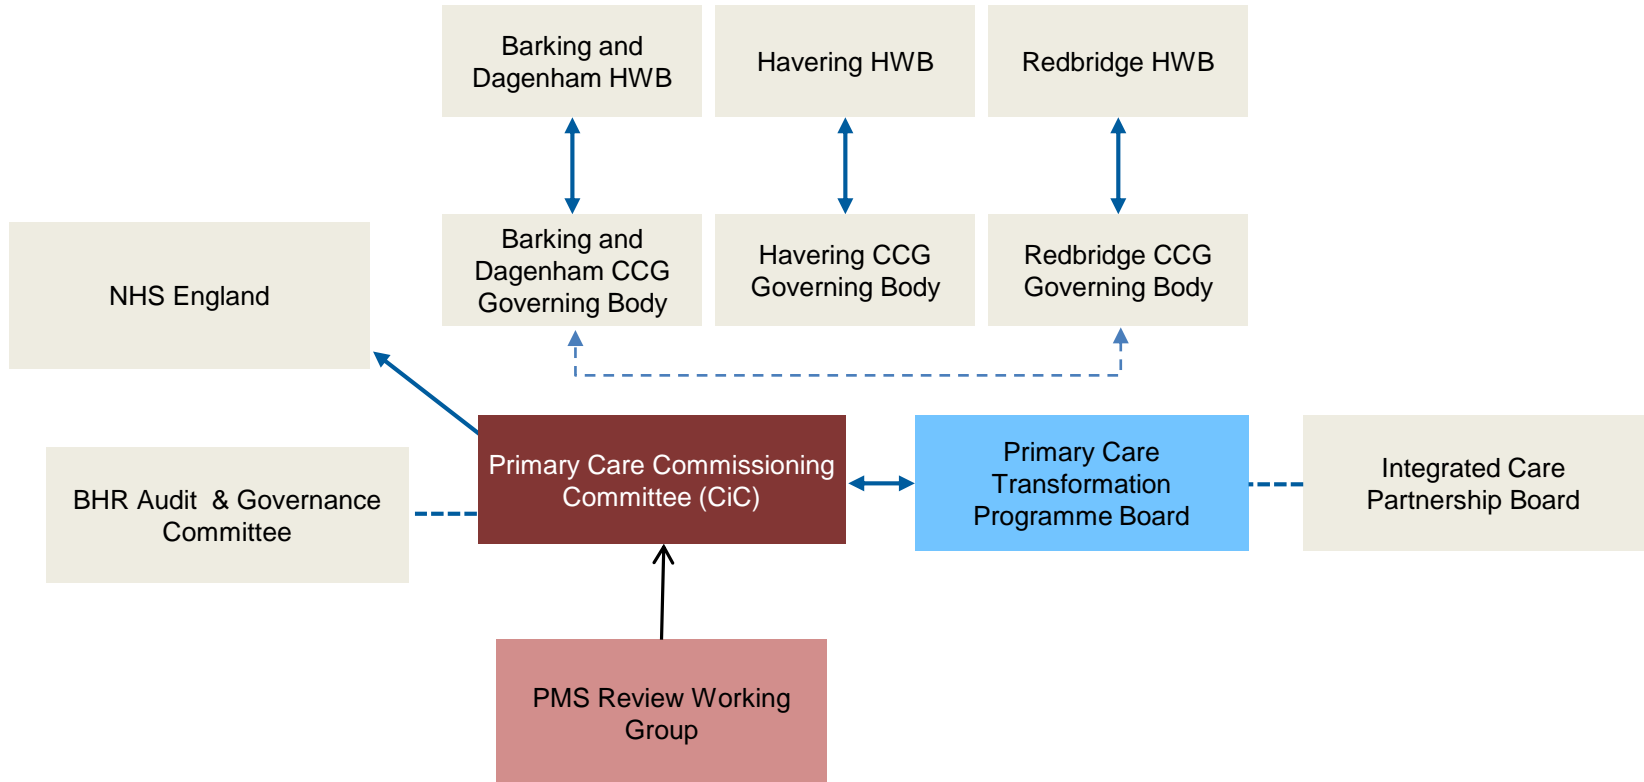 Barking and
Dagenham HWB
Havering HWB
Redbridge HWB
Barking and
Dagenham CCG
Governing Body
Havering CCG
Governing Body
Redbridge CCG
Governing Body
NHS England
Primary Care Commissioning
Committee (CiC)
Primary Care
Transformation
Programme Board
Integrated Care
Partnership Board
BHR Audit & Governance
Committee
PMS Review Working
Group